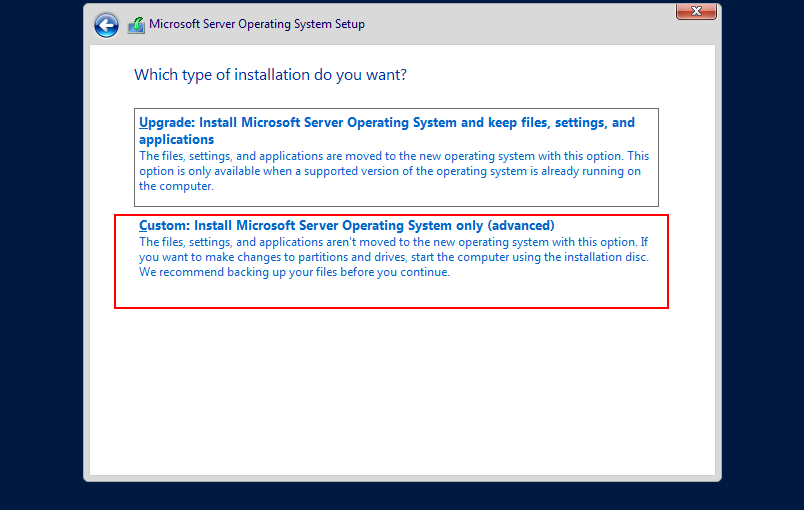 Microsoft Server Operating System Setup
Which type of installation do you want?
Upgrade: Install Microsoft Server Operating System and keep files, settings, and
applications
The files, settings, and applications are moved to the new operating system with this option. This
option is only available when a supported version of the operating system is already running on
the computer.
Custom: Install Microsoft Server Operating System only (advanced)
The files, settings, and applications aren't moved to the new operating system with this option. If
you want to make changes to partitions and drives, start the computer using the installation disc.
We recommend backing up your files before you continue.